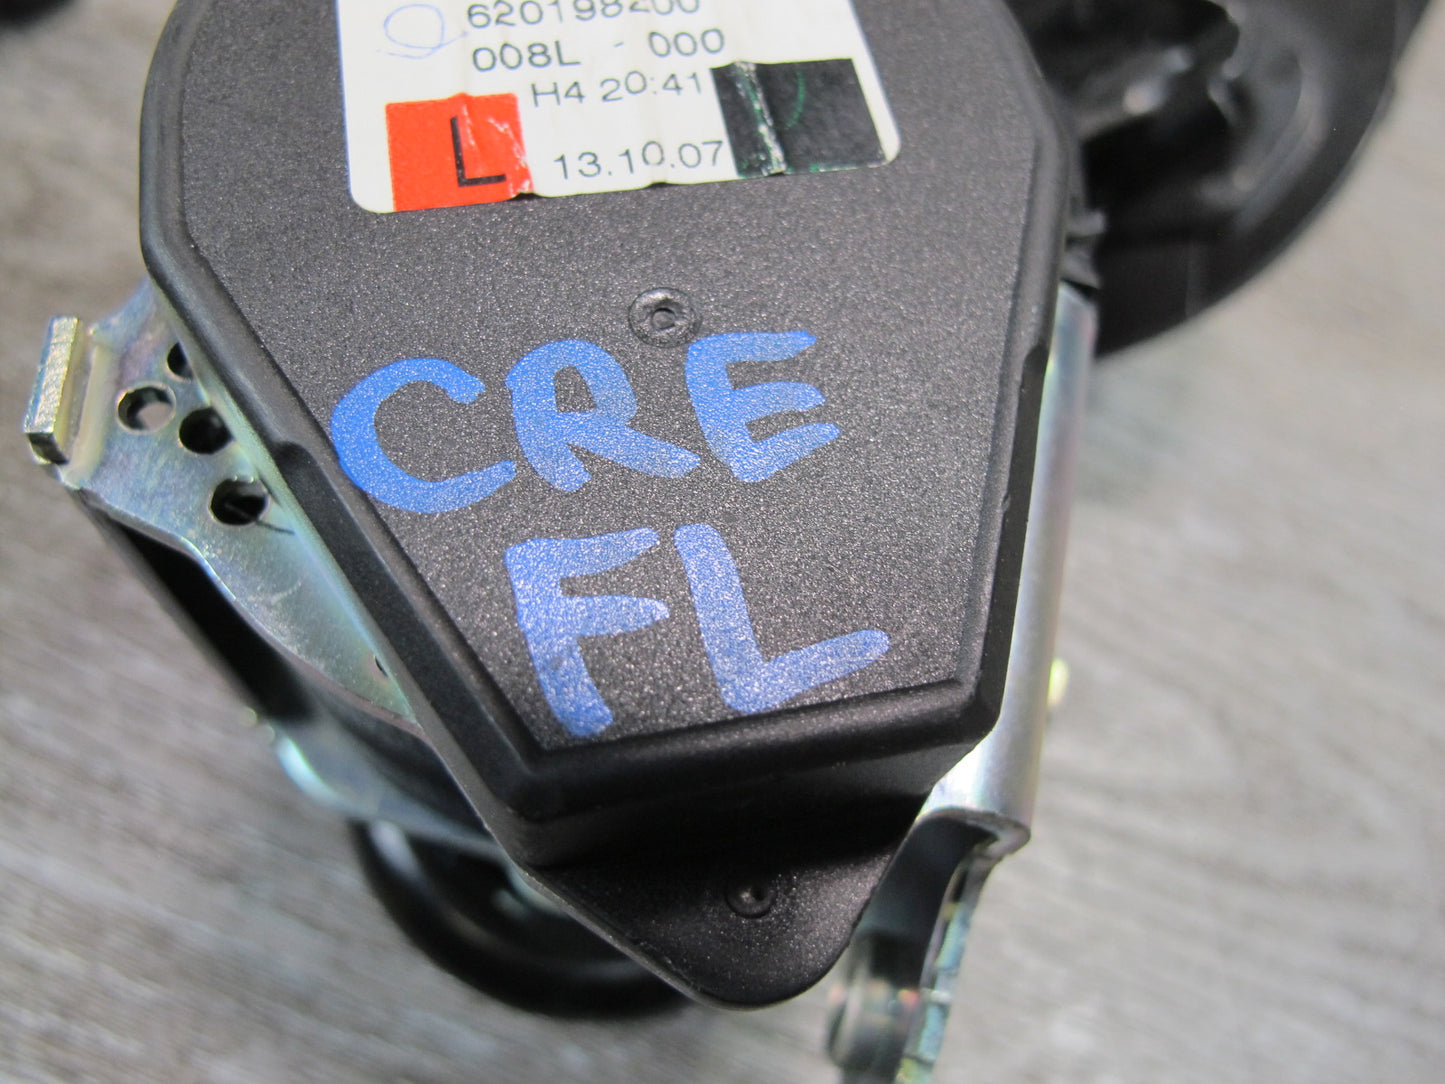 620198200
008L - 000
H4 20:41
L
13.10.07
CRE
FL